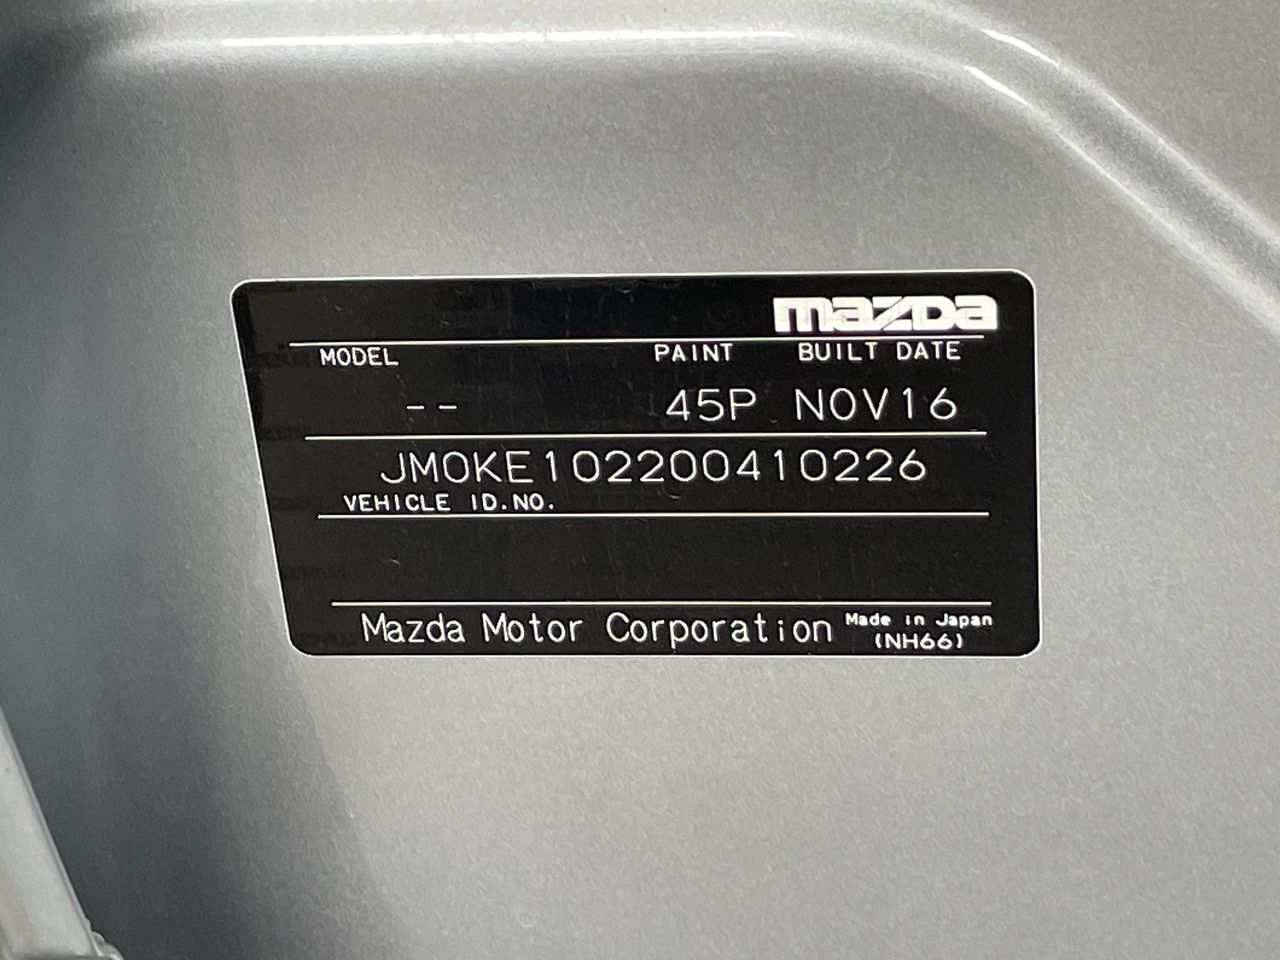 mazda
MODEL PAINT BUILT DATE
-- 45P NOV16
JM0KE102200410226
VEHICLE ID.NO.
Mazda Motor Corporation Made in Japan
(NH66)